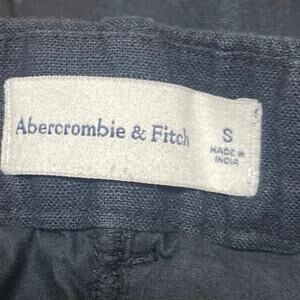 Abercrombie & Fitch
S
MADE IN
INDIA